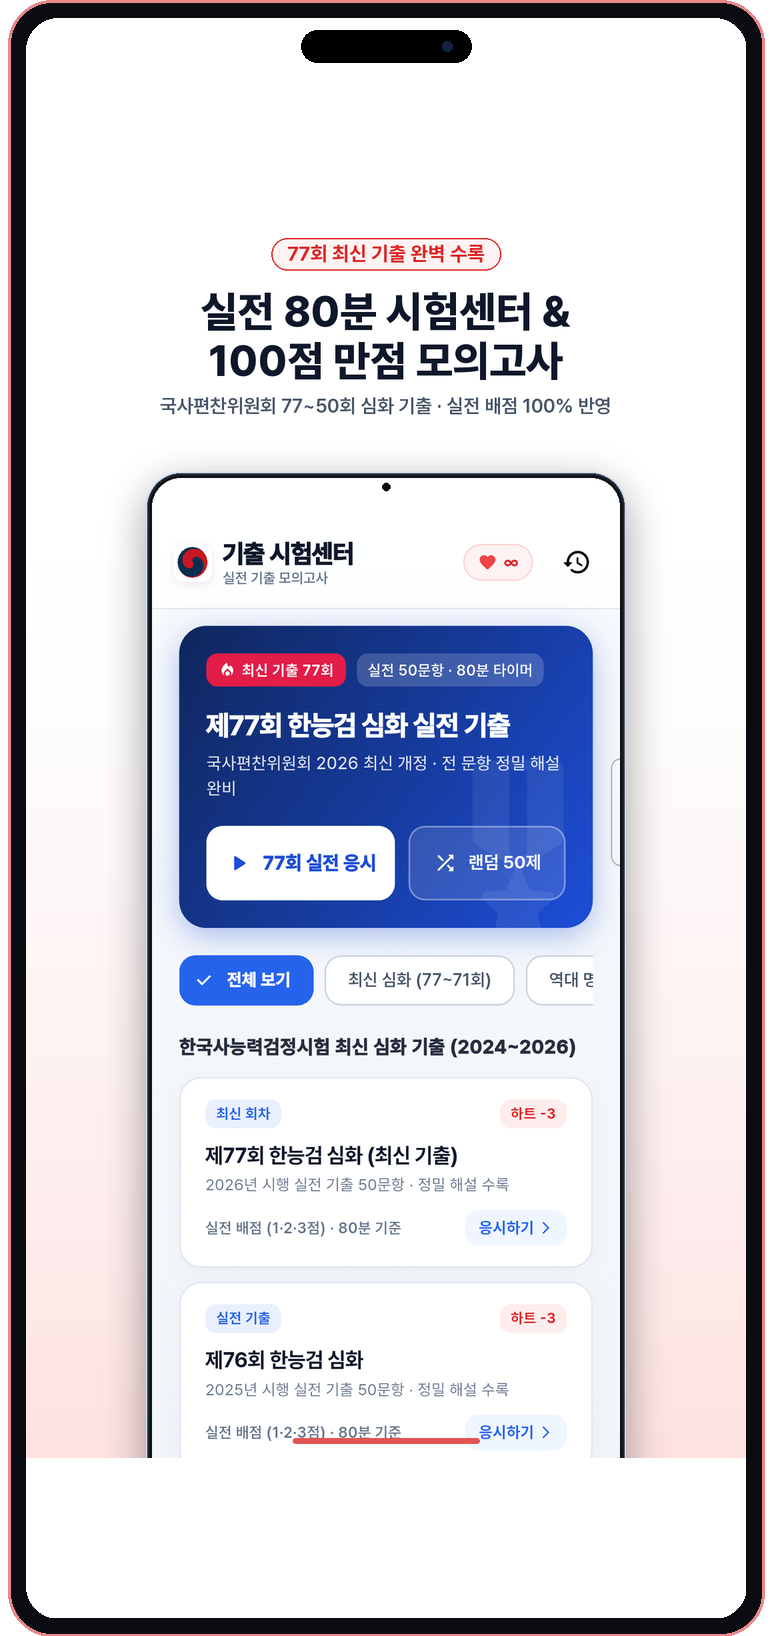 77회 최신 기출 완벽 수록
실전 80분 시험센터 &
100점 만점 모의고사
국사편찬위원회 77~50회 심화 기출 · 실전 배점 100% 반영
기출 시험센터
실전 기출 모의고사
∞
최신 기출 77회
실전 50문항 · 80분 타이머
제77회 한능검 심화 실전 기출
국사편찬위원회 2026 최신 개정 · 전 문항 정밀 해설
완비
77회 실전 응시
랜덤 50제
전체 보기
최신 심화 (77~71회)
역대 명
한국사능력검정시험 최신 심화 기출 (2024~2026)
최신 회차
하트 -3
제77회 한능검 심화 (최신 기출)
2026년 시행 실전 기출 50문항 · 정밀 해설 수록
실전 배점 (1·2·3점) · 80분 기준
응시하기
실전 기출
하트 -3
제76회 한능검 심화
2025년 시행 실전 기출 50문항 · 정밀 해설 수록
실전 배점 (1·2·3점) · 80분 기준
응시하기